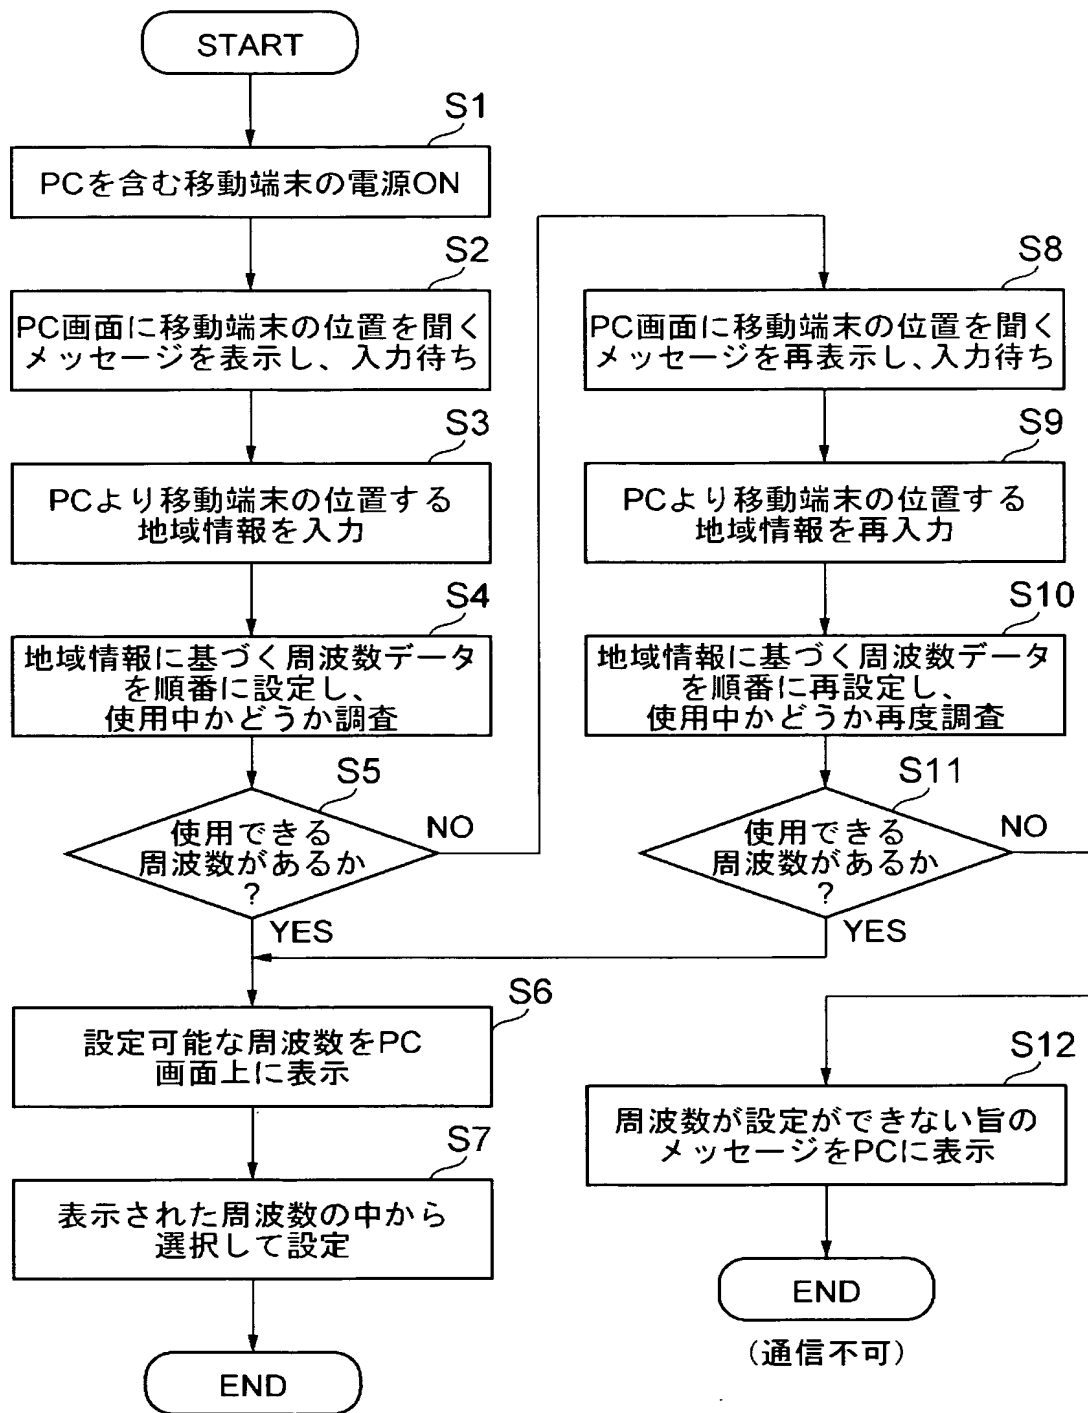 START
S1
PCを含む移動端末の電源ON
S2
PC画面に移動端末の位置を聞く
メッセージを表示し、入力待ち
S3
PCより移動端末の位置する
地域情報を入力
S4
地域情報に基づく周波数データ
を順番に設定し、
使用中かどうか調査
S5
使用できる
周波数があるか
?
NO
YES
S6
設定可能な周波数をPC
画面上に表示
S7
表示された周波数の中から
選択して設定
END
S8
PC画面に移動端末の位置を聞く
メッセージを再表示し、入力待ち
S9
PCより移動端末の位置する
地域情報を再入力
S10
地域情報に基づく周波数データ
を順番に再設定し、
使用中かどうか再度調査
S11
使用できる
周波数があるか
?
NO
YES
S12
周波数が設定ができない旨の
メッセージをPCに表示
END
(通信不可)